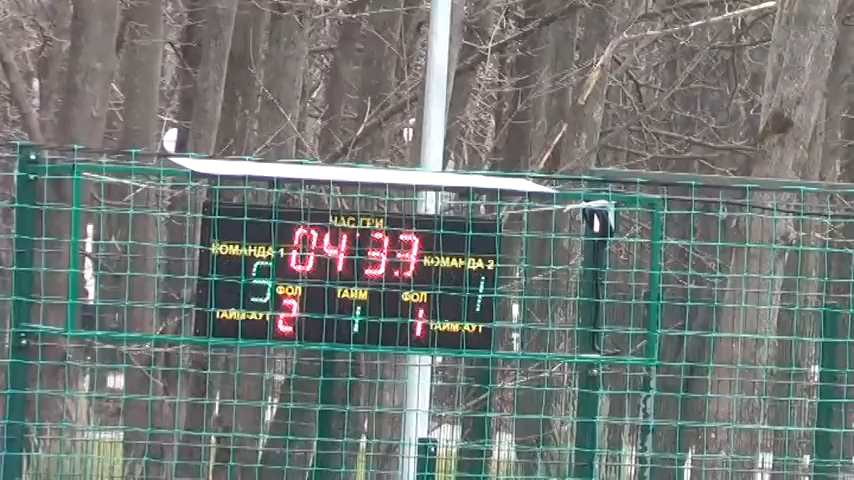 ЧАС ГРИ
КОМАНДА 1 04 33 КОМАНДА 2
5 1
ФОЛ ТАЙМ ФОЛ
ТАЙМ-АУТ 2 1 1 ТАЙМ-АУТ